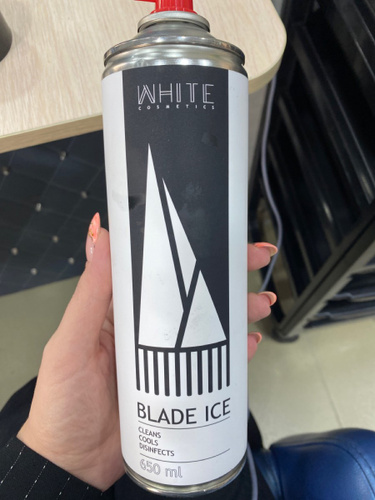 WHITE
COSMETICS
BLADE ICE
CLEANS
COOLS
DISINFECTS
650 ml